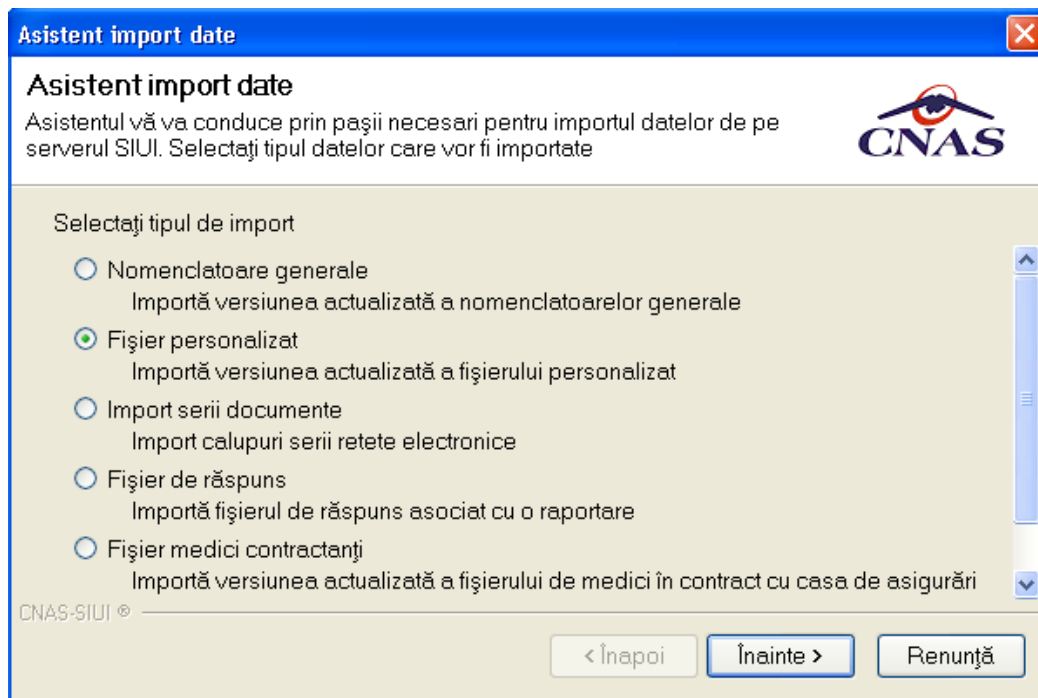 Asistent import date
Asistent import date
Asistentul vă va conduce prin pașii necesari pentru importul datelor de pe
serverul SIUI. Selectați tipul datelor care vor fi importate
CNAS
Selectaţi tipul de import
Nomenclatoare generale
Importă versiunea actualizată a nomenclatoarelor generale
Fişier personalizat
Importă versiunea actualizată a fişierului personalizat
Import serii documente
Import calupuri serii retete electronice
Fişier de răspuns
Importă fişierul de răspuns asociat cu o raportare
Fişier medici contractanţi
Importă versiunea actualizată a fişierului de medici în contract cu casa de asigurări
CNAS-SIUI ®
< Înapoi
Înainte >
Renunţă